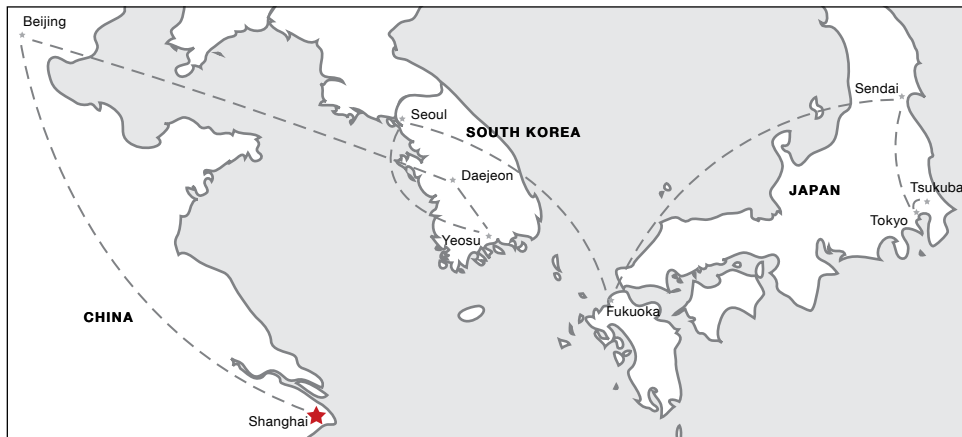 Beijing
Sendai
Seoul
SOUTH KOREA
Daejeon
JAPAN
Tsukuba
Tokyo
Yeosu
Fukuoka
CHINA
Shanghai